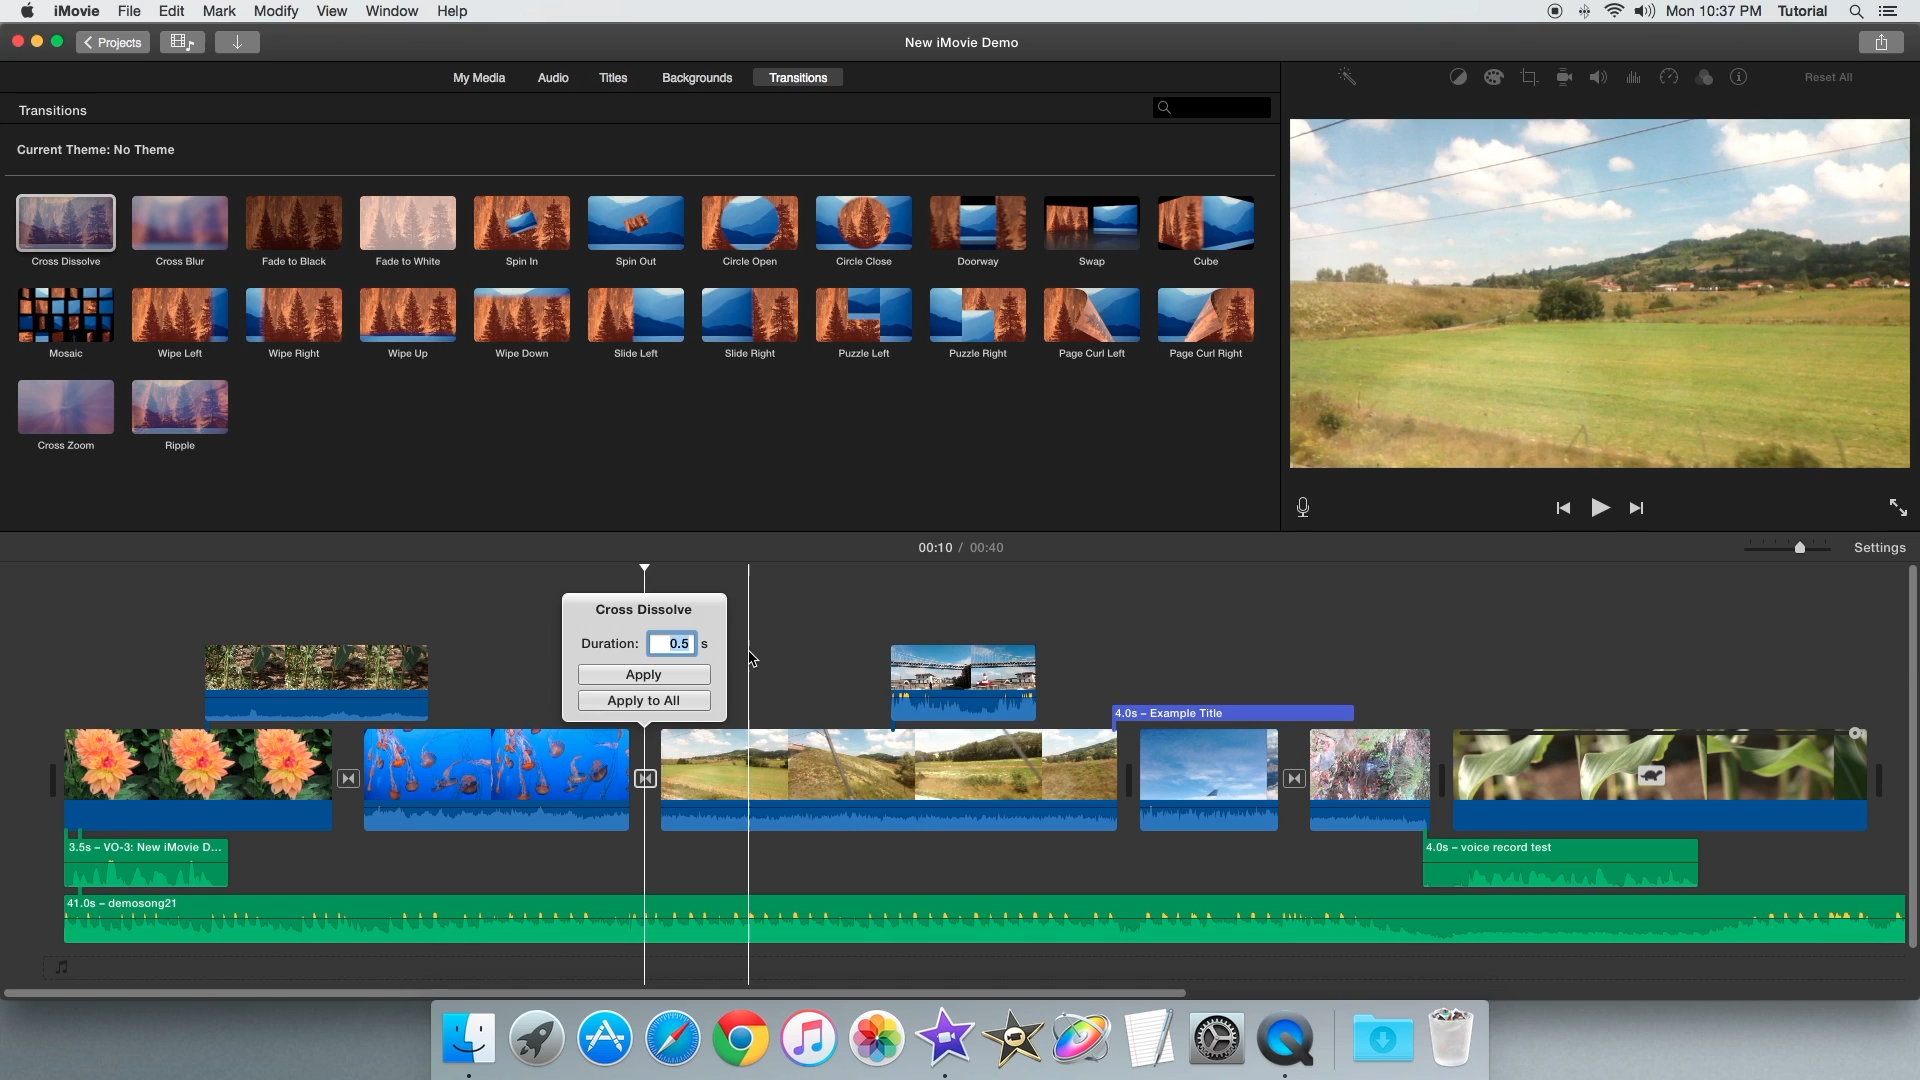 iMovie File Edit Mark Modify View Window Help Mon 10:37 PM Tutorial
Projects New iMovie Demo
My Media Audio Titles Backgrounds Transitions Reset All
Transitions
Current Theme: No Theme
Cross Dissolve Cross Blur Fade to Black Fade to White Spin In Spin Out Circle Open Circle Close Doorway Swap Cube
Mosaic Wipe Left Wipe Right Wipe Up Wipe Down Slide Left Slide Right Puzzle Left Puzzle Right Page Curl Left Page Curl Right
Cross Zoom Ripple
00:10 / 00:40 Settings
Cross Dissolve
Duration: 0.5 s
Apply
Apply to All
4.0s – Example Title
3.5s – VO-3: New iMovie D...
4.0s – voice record test
41.0s – demosong21